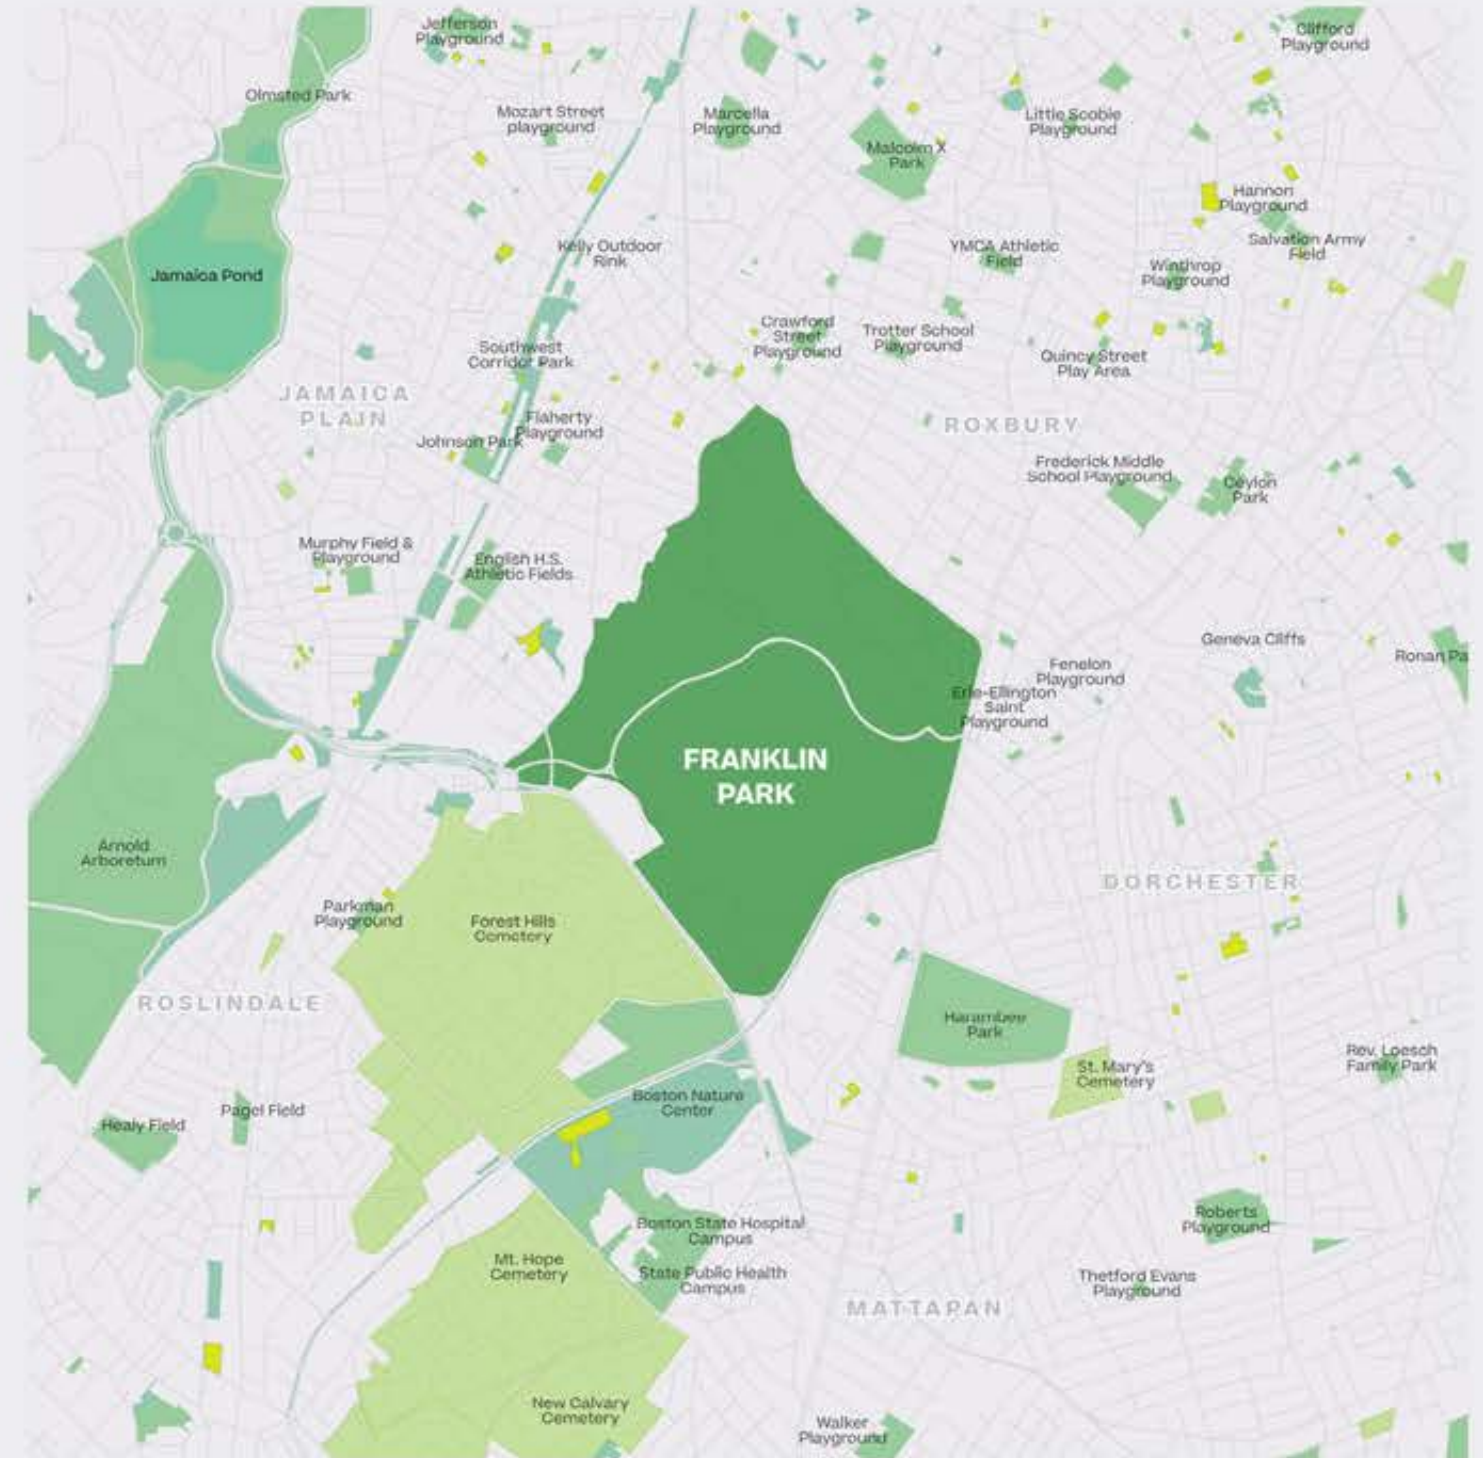 Jefferson
Playground
Clifford
Playground
Olmsted Park
Mozart Street
playground
Marcella
Playground
Little Scobie
Playground
Malcolm X
Park
Hannon
Playground
Kelly Outdoor
Rink
YMCA Athletic
Field
Salvation Army
Field
Jamaica Pond
Winthrop
Playground
Crawford
Street
Playground
Trotter School
Playground
Southwest
Corridor Park
Quincy Street
Play Area
JAMAICA
PLAIN
Flaherty
Playground
ROXBURY
Johnson Park
Frederick Middle
School Playground
Ceylon
Park
Murphy Field &
Playground
English H.S.
Athletic Fields
Geneva Cliffs
Ronan Pa
Fenelon
Playground
Erie-Ellington
Saint
Playground
FRANKLIN
PARK
Arnold
Arboretum
DORCHESTER
Parkman
Playground
Forest Hills
Cemetery
ROSLINDALE
Harambee
Park
Rev. Loesch
Family Park
St. Mary's
Cemetery
Boston Nature
Center
Pagel Field
Healy Field
Roberts
Playground
Boston State Hospital
Campus
Mt. Hope
Cemetery
State Public Health
Campus
Thetford Evans
Playground
MATTAPAN
New Calvary
Cemetery
Walker
Playground